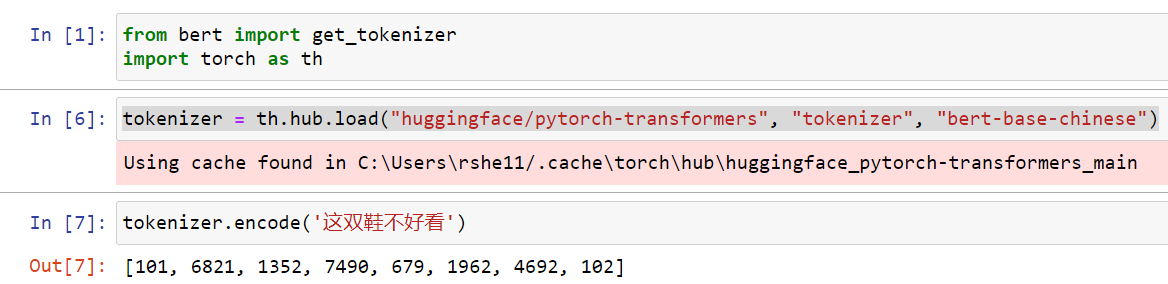 In [1]: from bert import get_tokenizer
import torch as th
In [6]: tokenizer = th.hub.load("huggingface/pytorch-transformers", "tokenizer", "bert-base-chinese")
Using cache found in C:\Users\rshe11/.cache\torch\hub\huggingface_pytorch-transformers_main
In [7]: tokenizer.encode('这双鞋不好看')
Out[7]: [101, 6821, 1352, 7490, 679, 1962, 4692, 102]